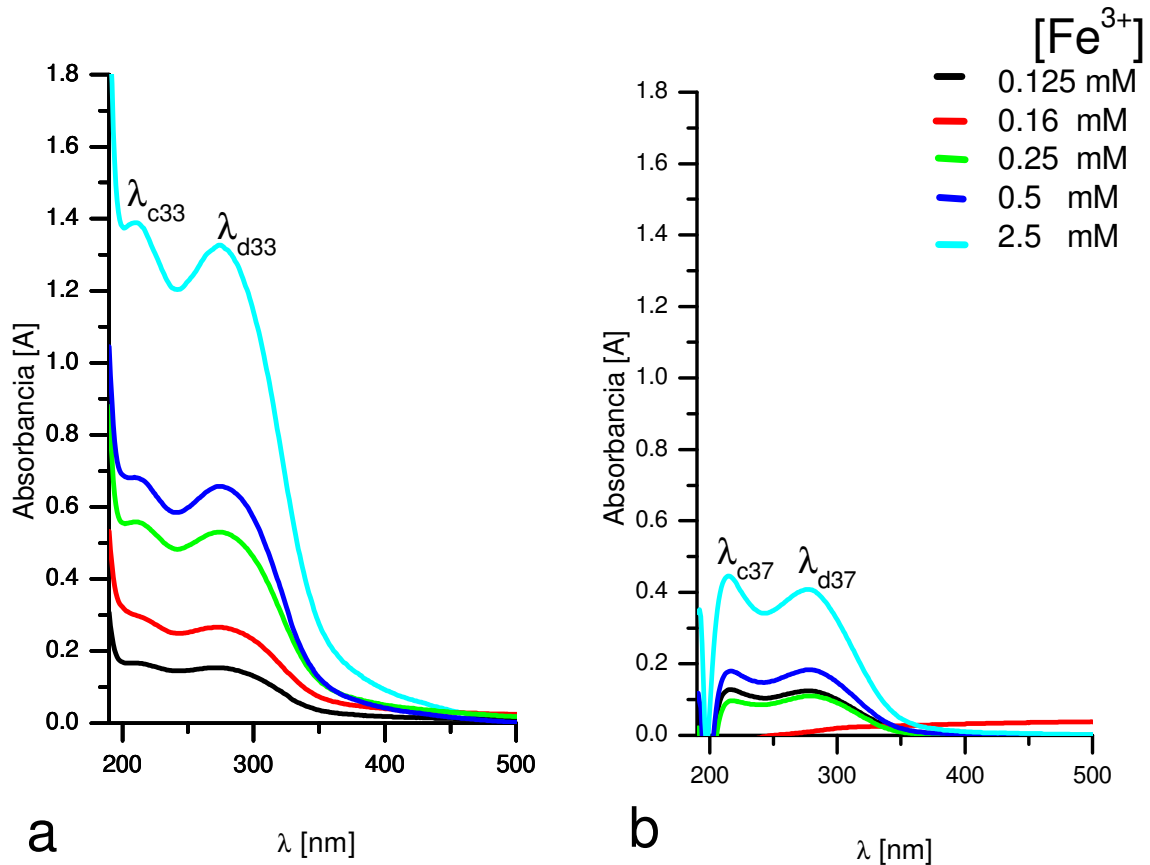 [Fe³⁺]
0.125 mM
0.16 mM
0.25 mM
0.5 mM
2.5 mM
1.8
1.6
1.4
1.2
1.0
0.8
0.6
0.4
0.2
0.0
Absorbancia [A]
λc33
λd33
200
300
400
500
λ [nm]
a
1.8
1.6
1.4
1.2
1.0
0.8
0.6
0.4
0.2
0.0
Absorbancia [A]
λc37
λd37
200
300
400
500
λ [nm]
b